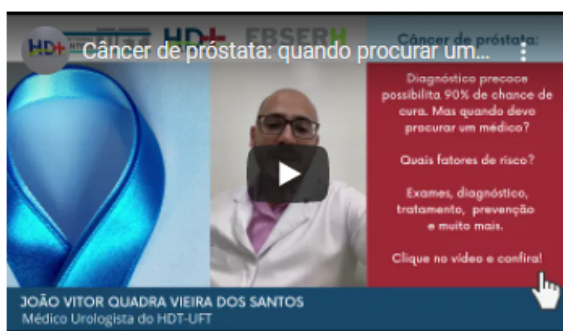 HD+
Câncer de próstata: quando procurar um...
HD+
EBSERH
Câncer de próstata:
Diagnóstico precoce
possibilita 90% de chance de
cura. Mas quando devo
procurar um médico?
Quais fatores de risco?
Exames, diagnóstico,
tratamento, prevenção
e muito mais.
Clique no vídeo e confira!
JOÃO VITOR QUADRA VIEIRA DOS SANTOS
Médico Urologista do HDT-UFT